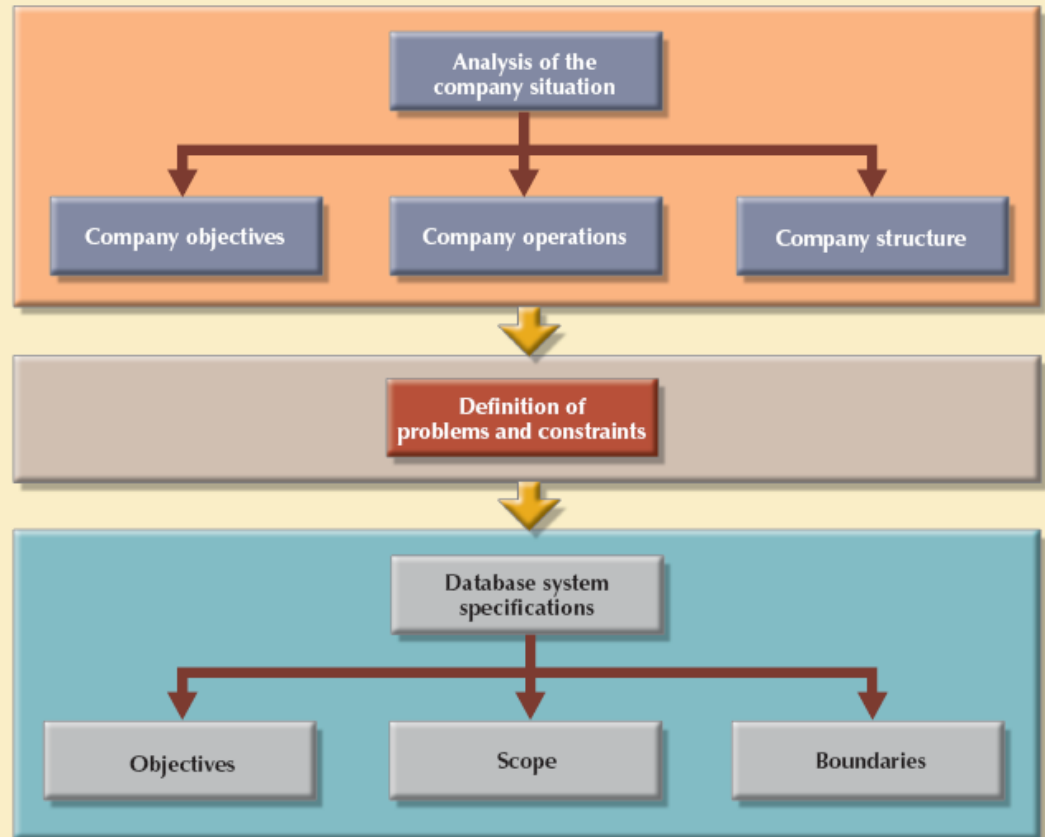 Analysis of the
company situation
Company objectives
Company operations
Company structure
Definition of
problems and constraints
Database system
specifications
Objectives
Scope
Boundaries